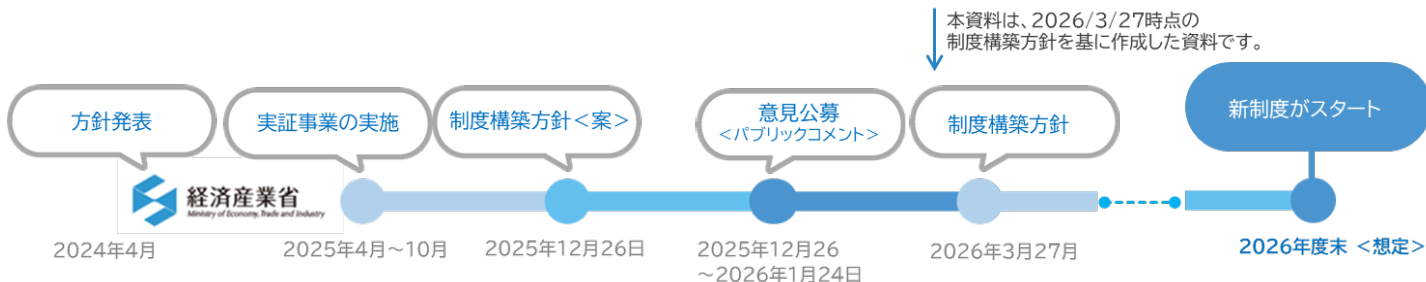 本資料は、2026/3/27時点の
制度構築方針を基に作成した資料です。
方針発表
実証事業の実施
制度構築方針<案>
意見公募
<パブリックコメント>
制度構築方針
新制度がスタート
経済産業省
Ministry of Economy, Trade and Industry
2024年4月
2025年4月~10月
2025年12月26日
2025年12月26
~2026年1月24日
2026年3月27月
2026年度末 <想定>